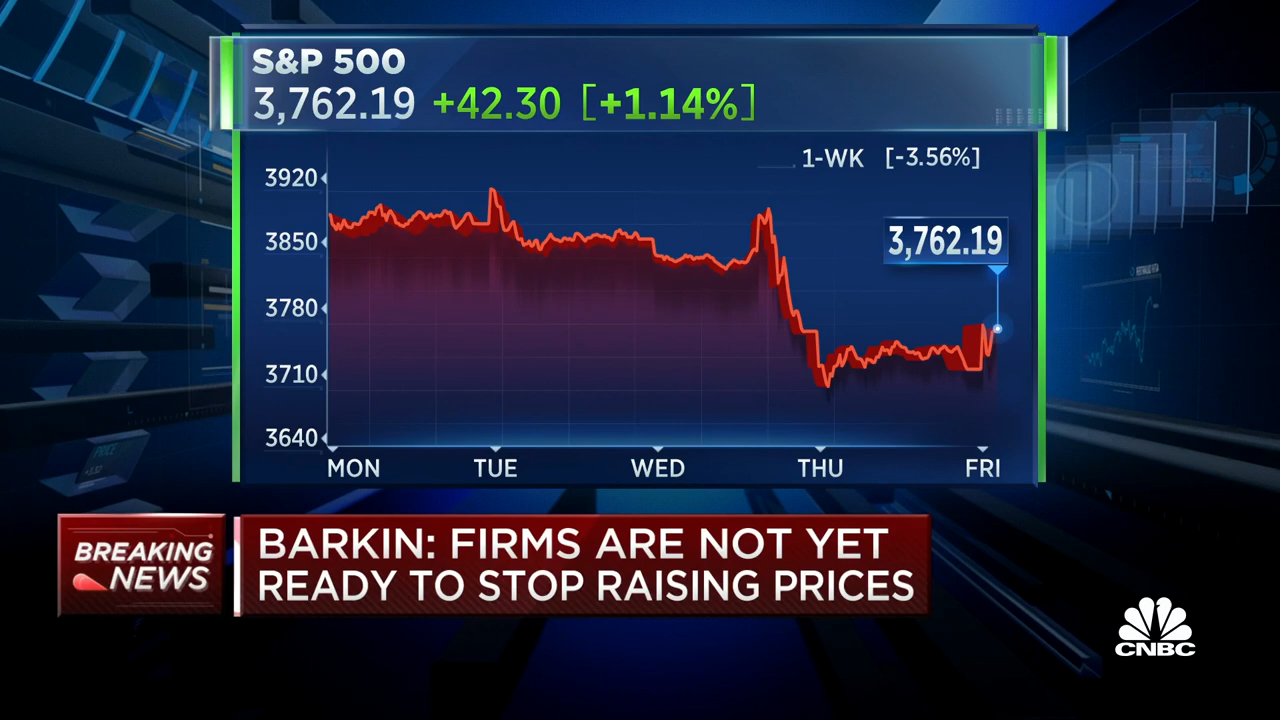 S&P 500
3,762.19 +42.30 [+1.14%]
1-WK [-3.56%]
3920
3850
3780
3710
3640
3,762.19
MON TUE WED THU FRI
PRICE
BREAKING
NEWS
BARKIN: FIRMS ARE NOT YET
READY TO STOP RAISING PRICES
CNBC